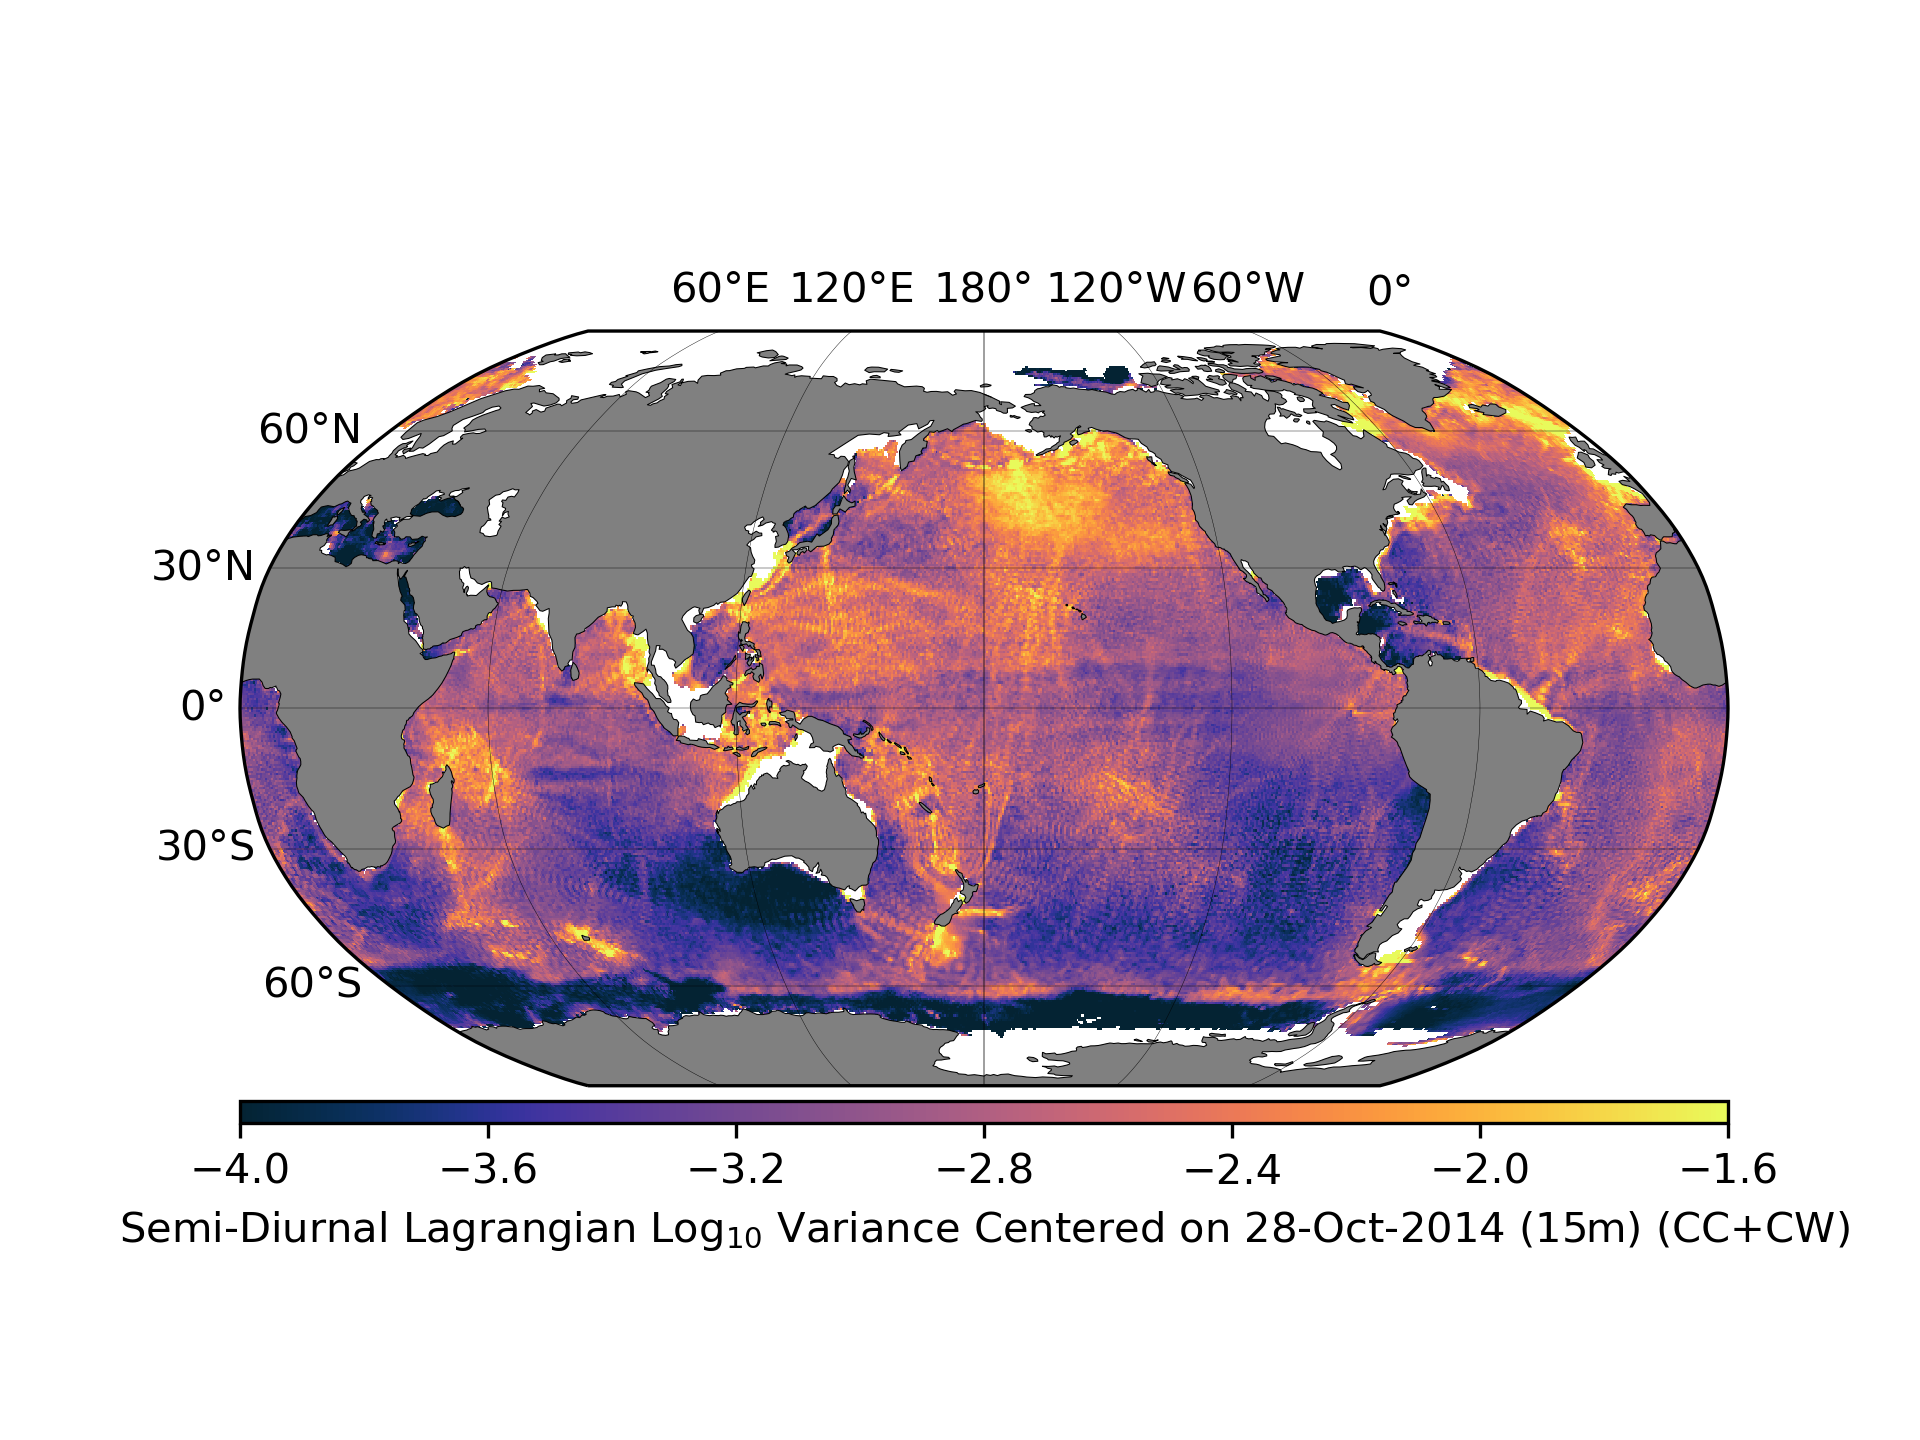 60°E 120°E 180° 120°W 60°W 0°
60°N
30°N
0°
30°S
60°S
−4.0 −3.6 −3.2 −2.8 −2.4 −2.0 −1.6
Semi-Diurnal Lagrangian Log₁₀ Variance Centered on 28-Oct-2014 (15m) (CC+CW)